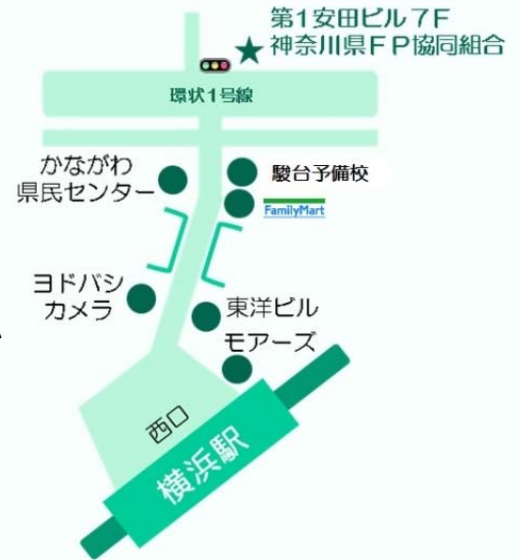 第1安田ビル7F
神奈川県FP協同組合
環状1号線
かながわ
県民センター
駿台予備校
FamilyMart
ヨドバシ
カメラ
東洋ビル
モアーズ
西口
横浜駅